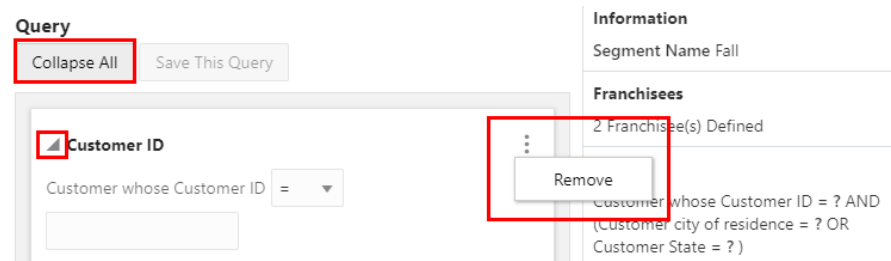 Query
Collapse All
Save This Query
Customer ID
Customer whose Customer ID =
Remove
Information
Segment Name Fall
Franchisees
2 Franchisee(s) Defined
Customer whose Customer ID = ? AND
(Customer city of residence = ? OR
Customer State = ? )